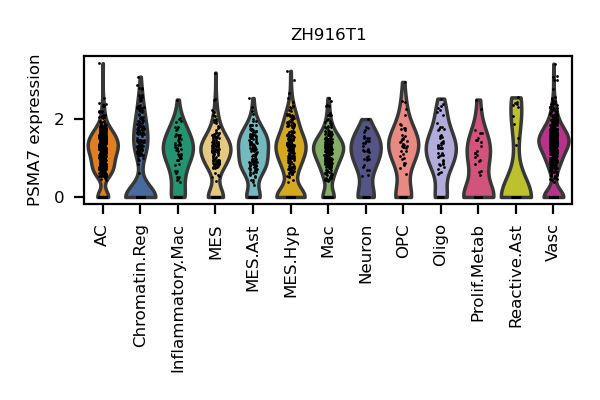 ZH916T1
PSMA7 expression
2
0
AC
Chromatin.Reg
Inflammatory.Mac
MES
MES.Ast
MES.Hyp
Mac
Neuron
OPC
Oligo
Prolif.Metab
Reactive.Ast
Vasc